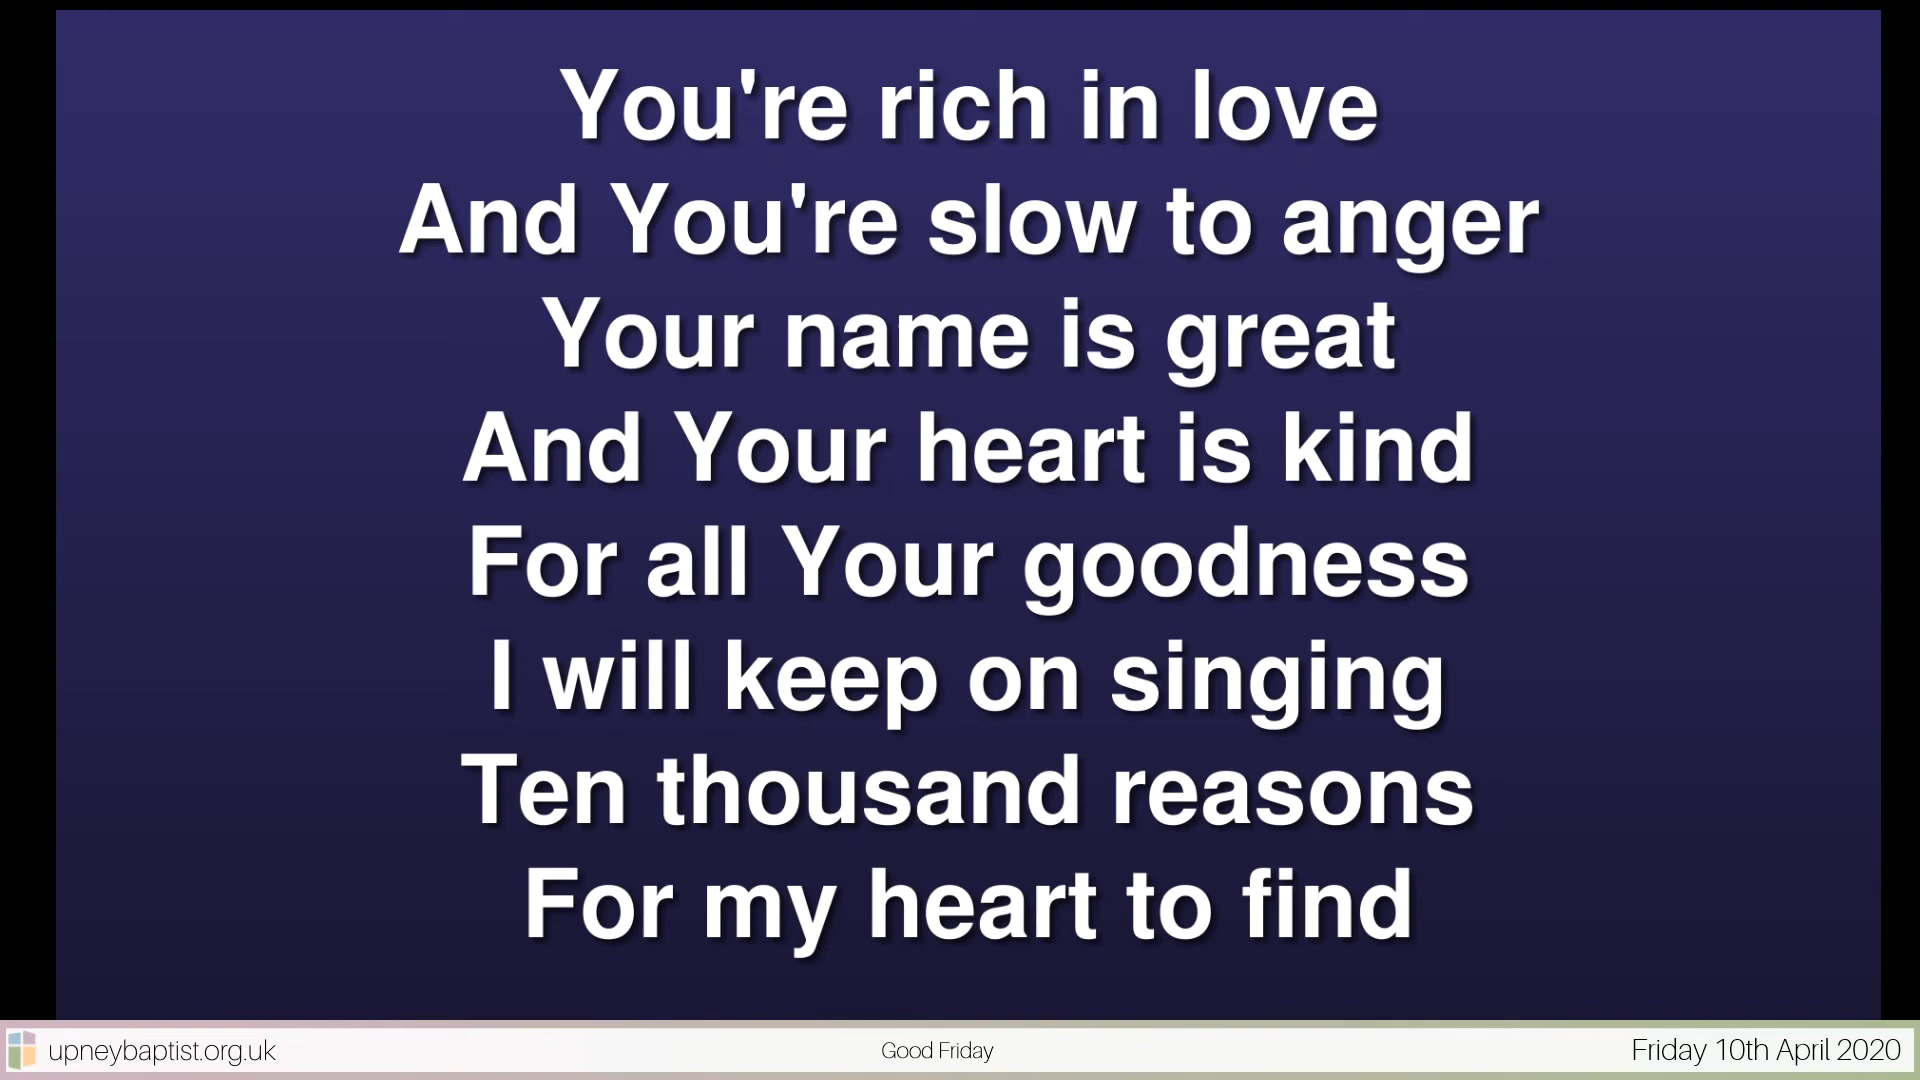 You're rich in love
And You're slow to anger
Your name is great
And Your heart is kind
For all Your goodness
I will keep on singing
Ten thousand reasons
For my heart to find
upneybaptist.org.uk
Good Friday
Friday 10th April 2020